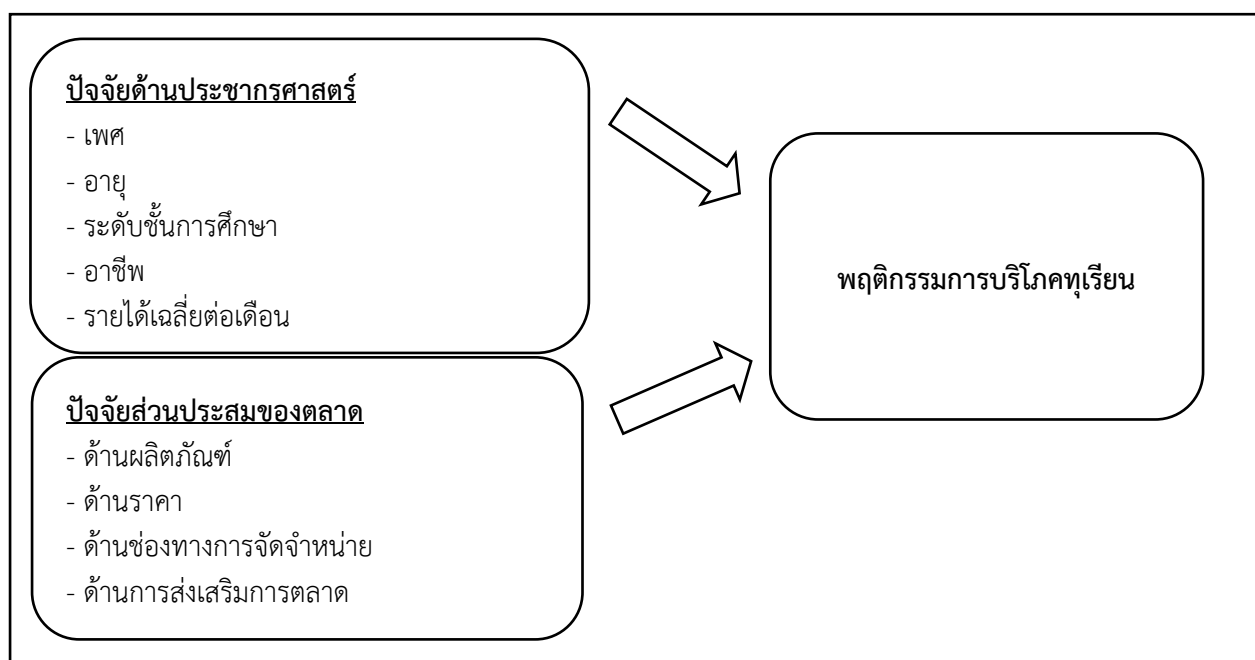 ปัจจัยด้านประชากรศาสตร์
- เพศ
- อายุ
- ระดับชั้นการศึกษา
- อาชีพ
- รายได้เฉลี่ยต่อเดือน
ปัจจัยส่วนประสมของตลาด
- ด้านผลิตภัณฑ์
- ด้านราคา
- ด้านช่องทางการจัดจำหน่าย
- ด้านการส่งเสริมการตลาด
พฤติกรรมการบริโภคทุเรียน